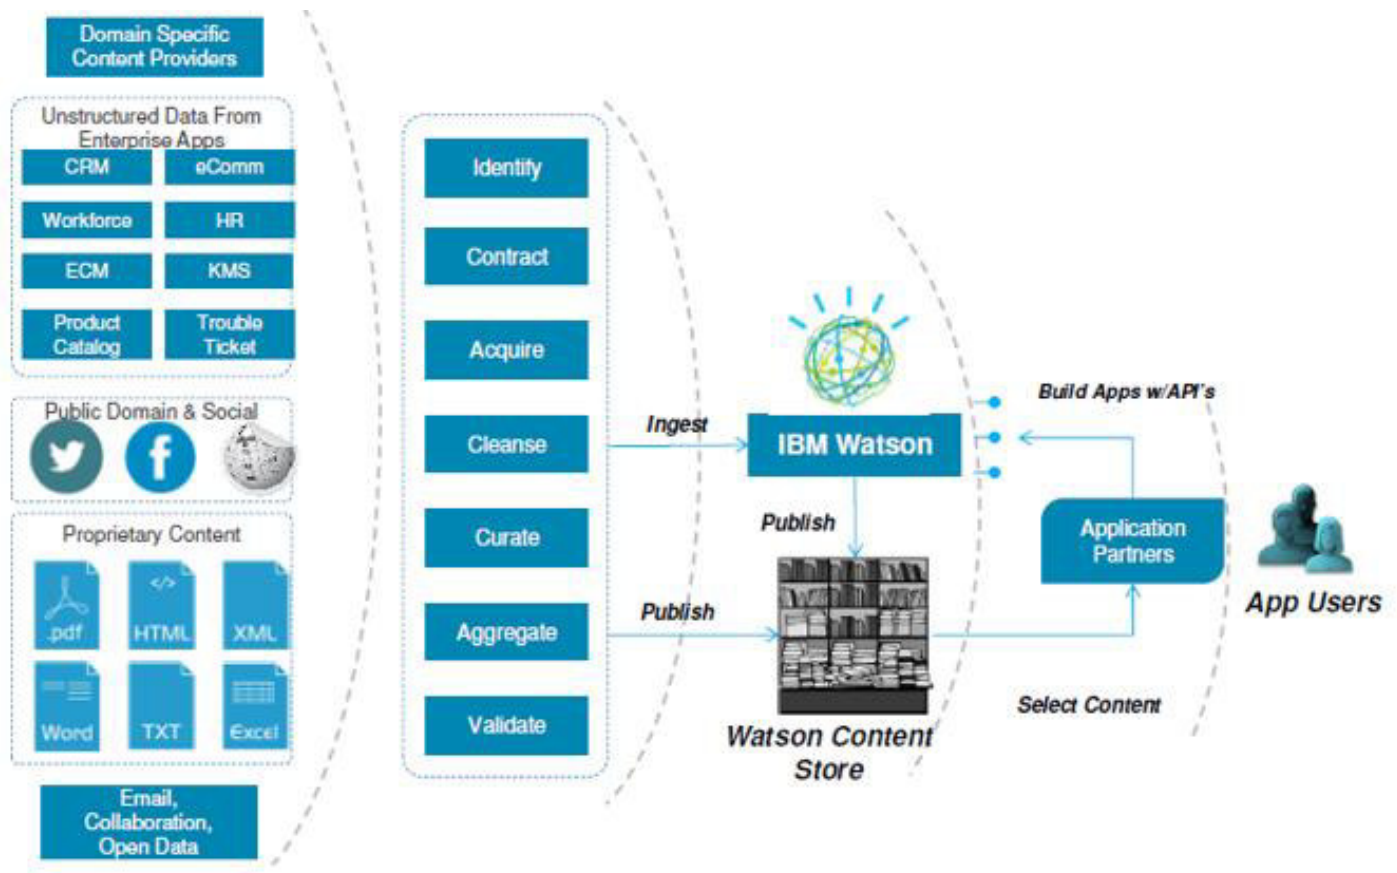 Domain Specific
Content Providers
Unstructured Data From
Enterprise Apps
CRM
eComm
Workforce
HR
ECM
KMS
Product
Catalog
Trouble
Ticket
Public Domain & Social
Proprietary Content
.pdf
</>
HTML
XML
Word
TXT
Excel
Email,
Collaboration,
Open Data
Identify
Contract
Acquire
Cleanse
Curate
Aggregate
Validate
Ingest
Publish
IBM Watson
Publish
Watson Content
Store
Build Apps w/API's
Application
Partners
Select Content
App Users